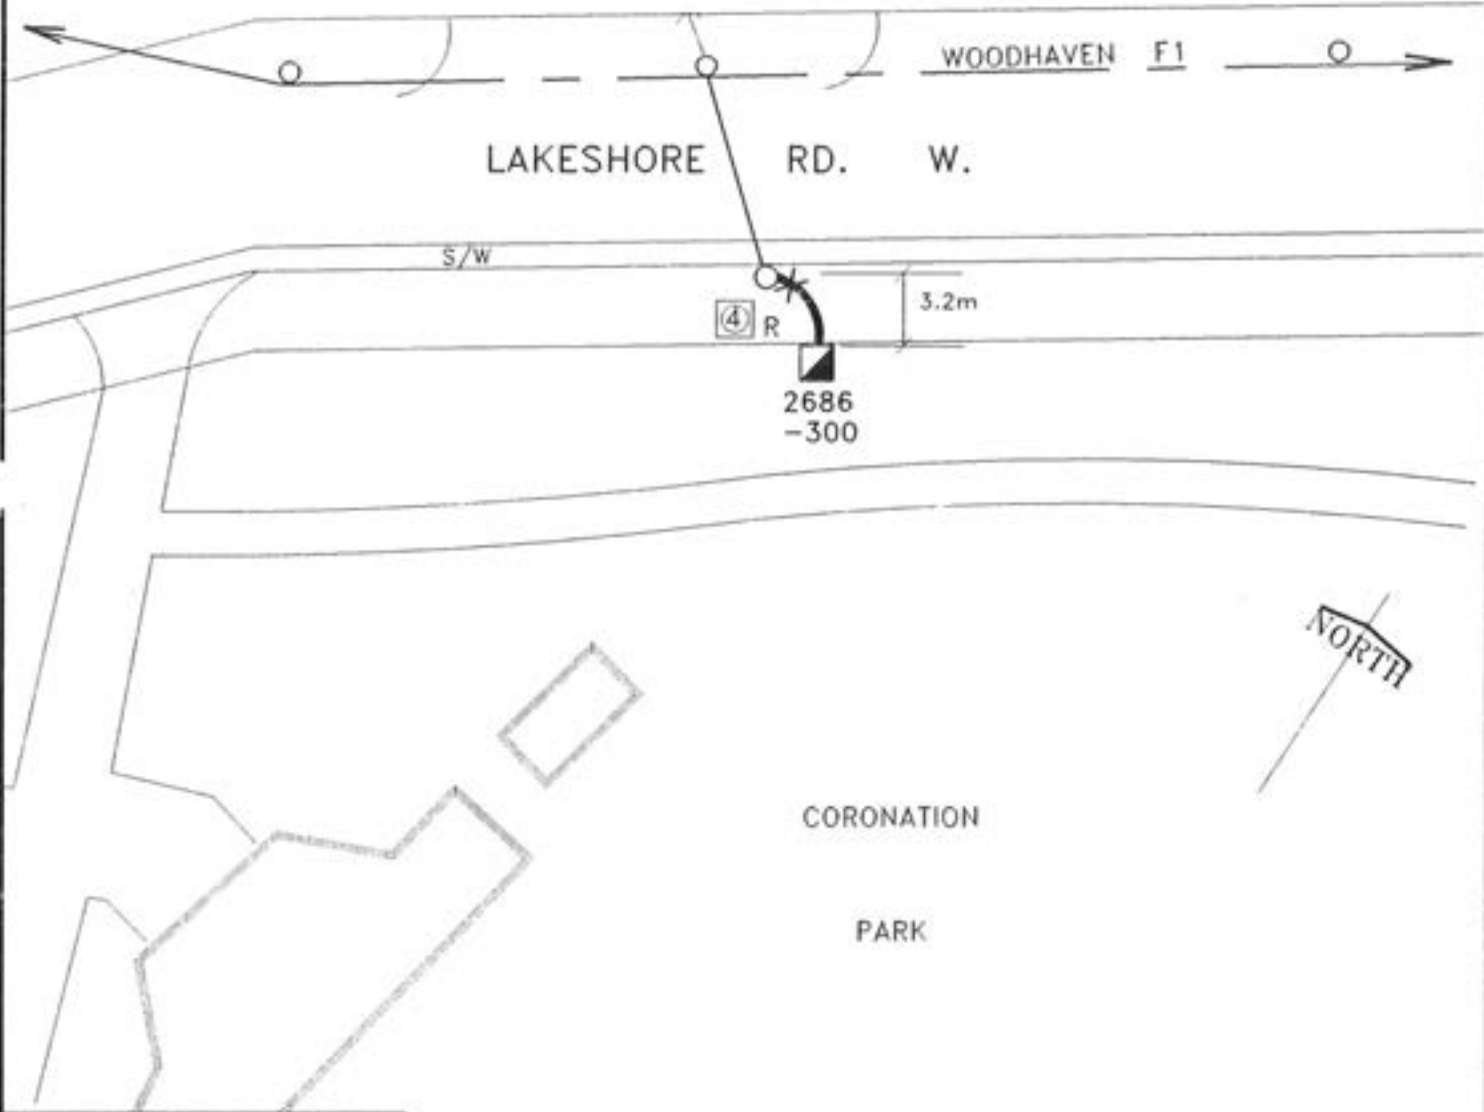 WOODHAVEN F1
LAKESHORE RD. W.
S/W
3.2m
4 R
2686
-300
NORTH
CORONATION
PARK